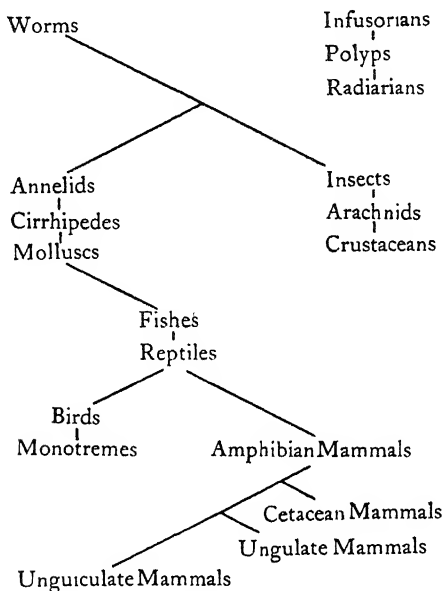 Worms
Infusorians
Polyps
Radiarians
Annelids
Cirrhipedes
Molluscs
Insects
Arachnids
Crustaceans
Fishes
Reptiles
Birds
Monotremes
Amphibian Mammals
Cetacean Mammals
Ungulate Mammals
Unguiculate Mammals